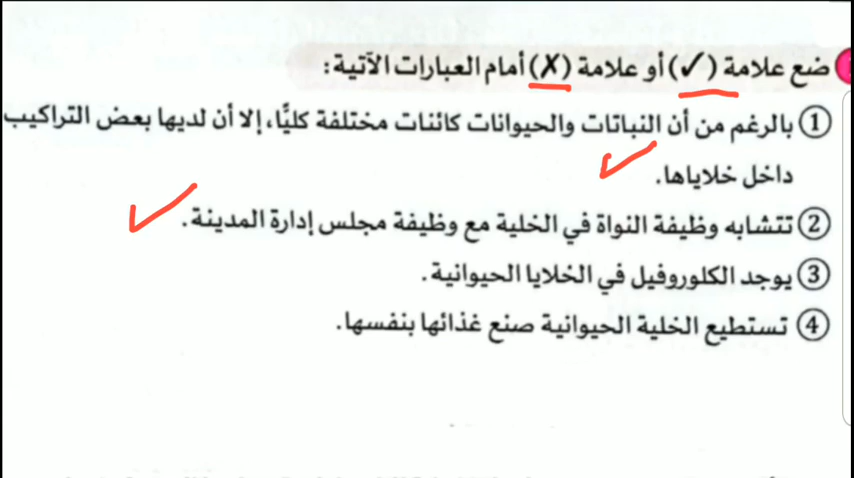 ضع علامة (✓) أو علامة (✗) أمام العبارات الآتية:
① بالرغم من أن النباتات والحيوانات كائنات مختلفة كليًّا، إلا أن لديها بعض التراكيب
داخل خلاياها.
② تتشابه وظيفة النواة في الخلية مع وظيفة مجلس إدارة المدينة.
③ يوجد الكلوروفيل في الخلايا الحيوانية.
④ تستطيع الخلية الحيوانية صنع غذائها بنفسها.